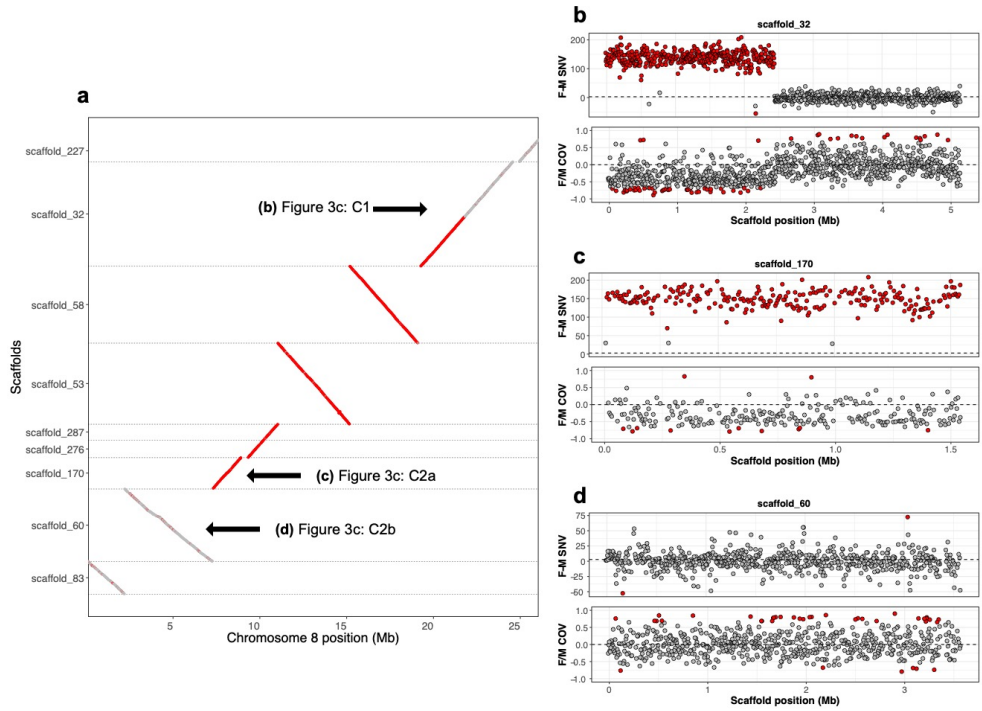 a
scaffold_227
scaffold_32
scaffold_58
scaffold_53
scaffold_287
scaffold_276
scaffold_170
scaffold_60
scaffold_83
Scaffolds
(b) Figure 3c: C1
(c) Figure 3c: C2a
(d) Figure 3c: C2b
5 10 15 20 25
Chromosome 8 position (Mb)
b
scaffold_32
F-M SNV
200
100
0
F/M COV
1.0
0.5
0.0
-0.5
-1.0
0 1 2 3 4 5
Scaffold position (Mb)
c
scaffold_170
F-M SNV
200
150
100
50
0
F/M COV
1.0
0.5
0.0
-0.5
-1.0
0.0 0.5 1.0 1.5
Scaffold position (Mb)
d
scaffold_60
F-M SNV
75
50
25
0
-25
-60
F/M COV
1.0
0.5
0.0
-0.5
-1.0
0 1 2 3
Scaffold position (Mb)